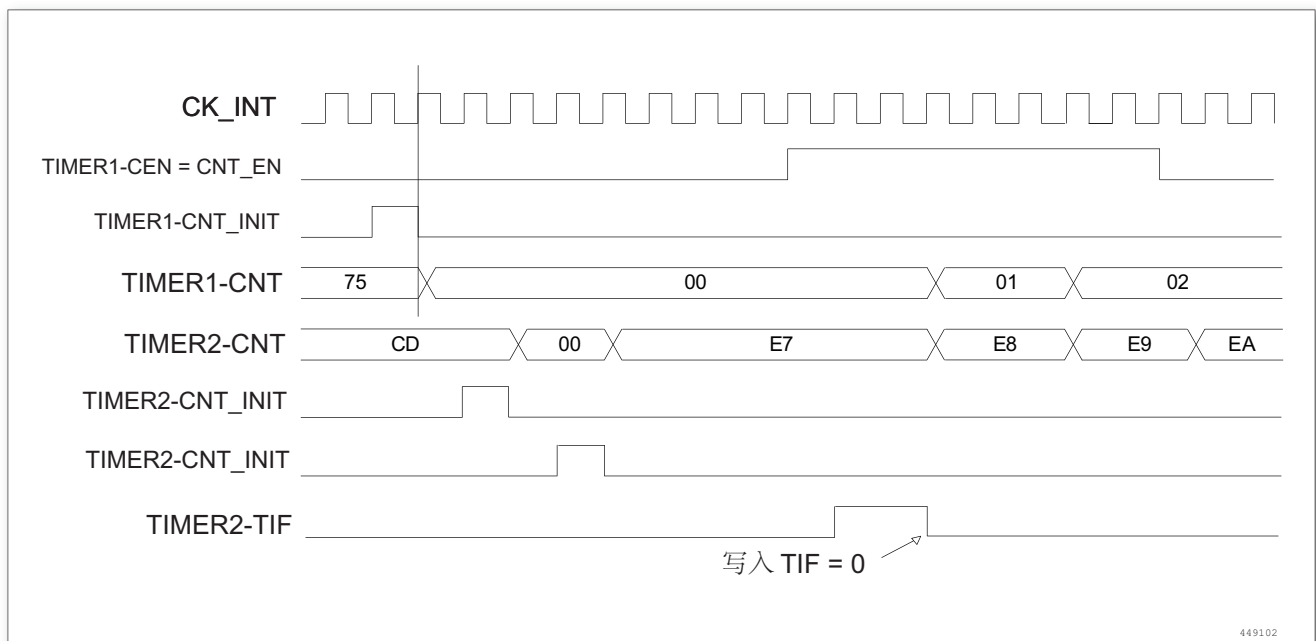 CK_INT
TIMER1-CEN = CNT_EN
TIMER1-CNT_INIT
TIMER1-CNT 75 00 01 02
TIMER2-CNT CD 00 E7 E8 E9 EA
TIMER2-CNT_INIT
TIMER2-CNT_INIT
TIMER2-TIF
写入 TIF = 0
449102